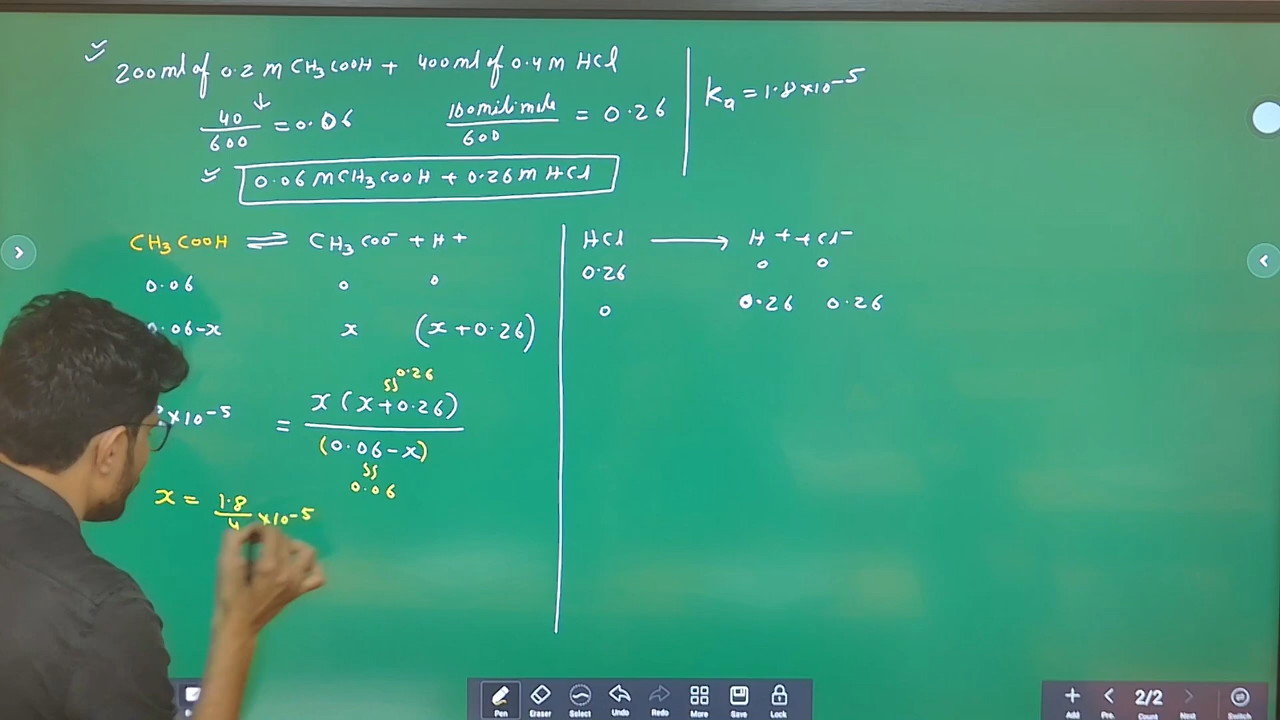 200 ml of 0.2 M CH3COOH + 400 ml of 0.4 M HCl
40/600 = 0.06
160 mili mole/600 = 0.26
0.06 M CH3COOH + 0.26 M HCl
Ka = 1.8×10-5
CH3COOH ⇌ CH3COO- + H+
0.06 0 0
0.06-x x (x+0.26)
×10-5 = x(x+0.26)/(0.06-x)
0.26
0.06
x = 1.8/4 ×10-5
HCl → H+ + Cl-
0.26 0 0
0 0.26 0.26
Pen Eraser Select Undo Redo More Save Lock
2/2
Add Pre. Count Next